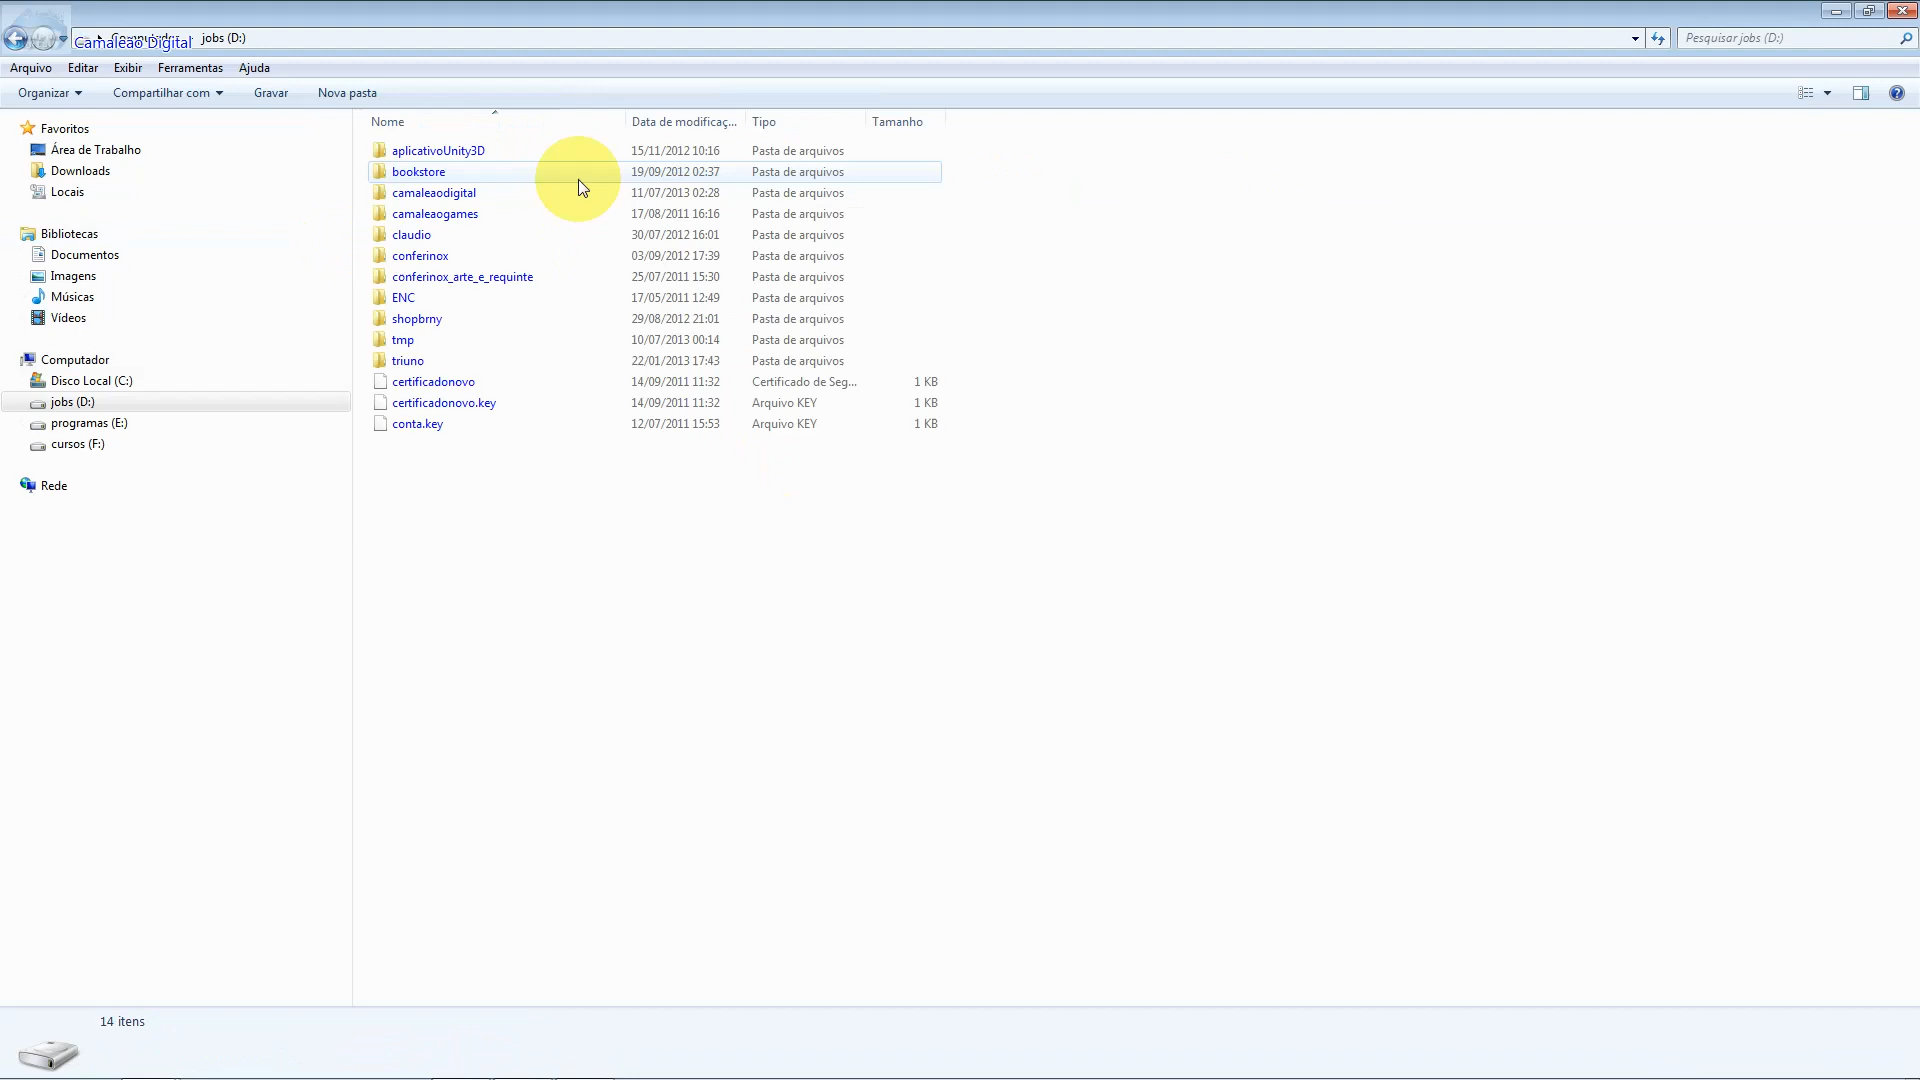 Camaleão Digital
jobs (D:)
Pesquisar jobs (D:)
Arquivo Editar Exibir Ferramentas Ajuda
Organizar Compartilhar com Gravar Nova pasta
Favoritos
Área de Trabalho
Downloads
Locais
Bibliotecas
Documentos
Imagens
Músicas
Vídeos
Computador
Disco Local (C:)
jobs (D:)
programas (E:)
cursos (F:)
Rede
Nome Data de modificaç... Tipo Tamanho
aplicativoUnity3D 15/11/2012 10:16 Pasta de arquivos
bookstore 19/09/2012 02:37 Pasta de arquivos
camaleaodigital 11/07/2013 02:28 Pasta de arquivos
camaleaogames 17/08/2011 16:16 Pasta de arquivos
claudio 30/07/2012 16:01 Pasta de arquivos
conferinox 03/09/2012 17:39 Pasta de arquivos
conferinox_arte_e_requinte 25/07/2011 15:30 Pasta de arquivos
ENC 17/05/2011 12:49 Pasta de arquivos
shopbrny 29/08/2012 21:01 Pasta de arquivos
tmp 10/07/2013 00:14 Pasta de arquivos
triuno 22/01/2013 17:43 Pasta de arquivos
certificadonovo 14/09/2011 11:32 Certificado de Seg... 1 KB
certificadonovo.key 14/09/2011 11:32 Arquivo KEY 1 KB
conta.key 12/07/2011 15:53 Arquivo KEY 1 KB
14 itens